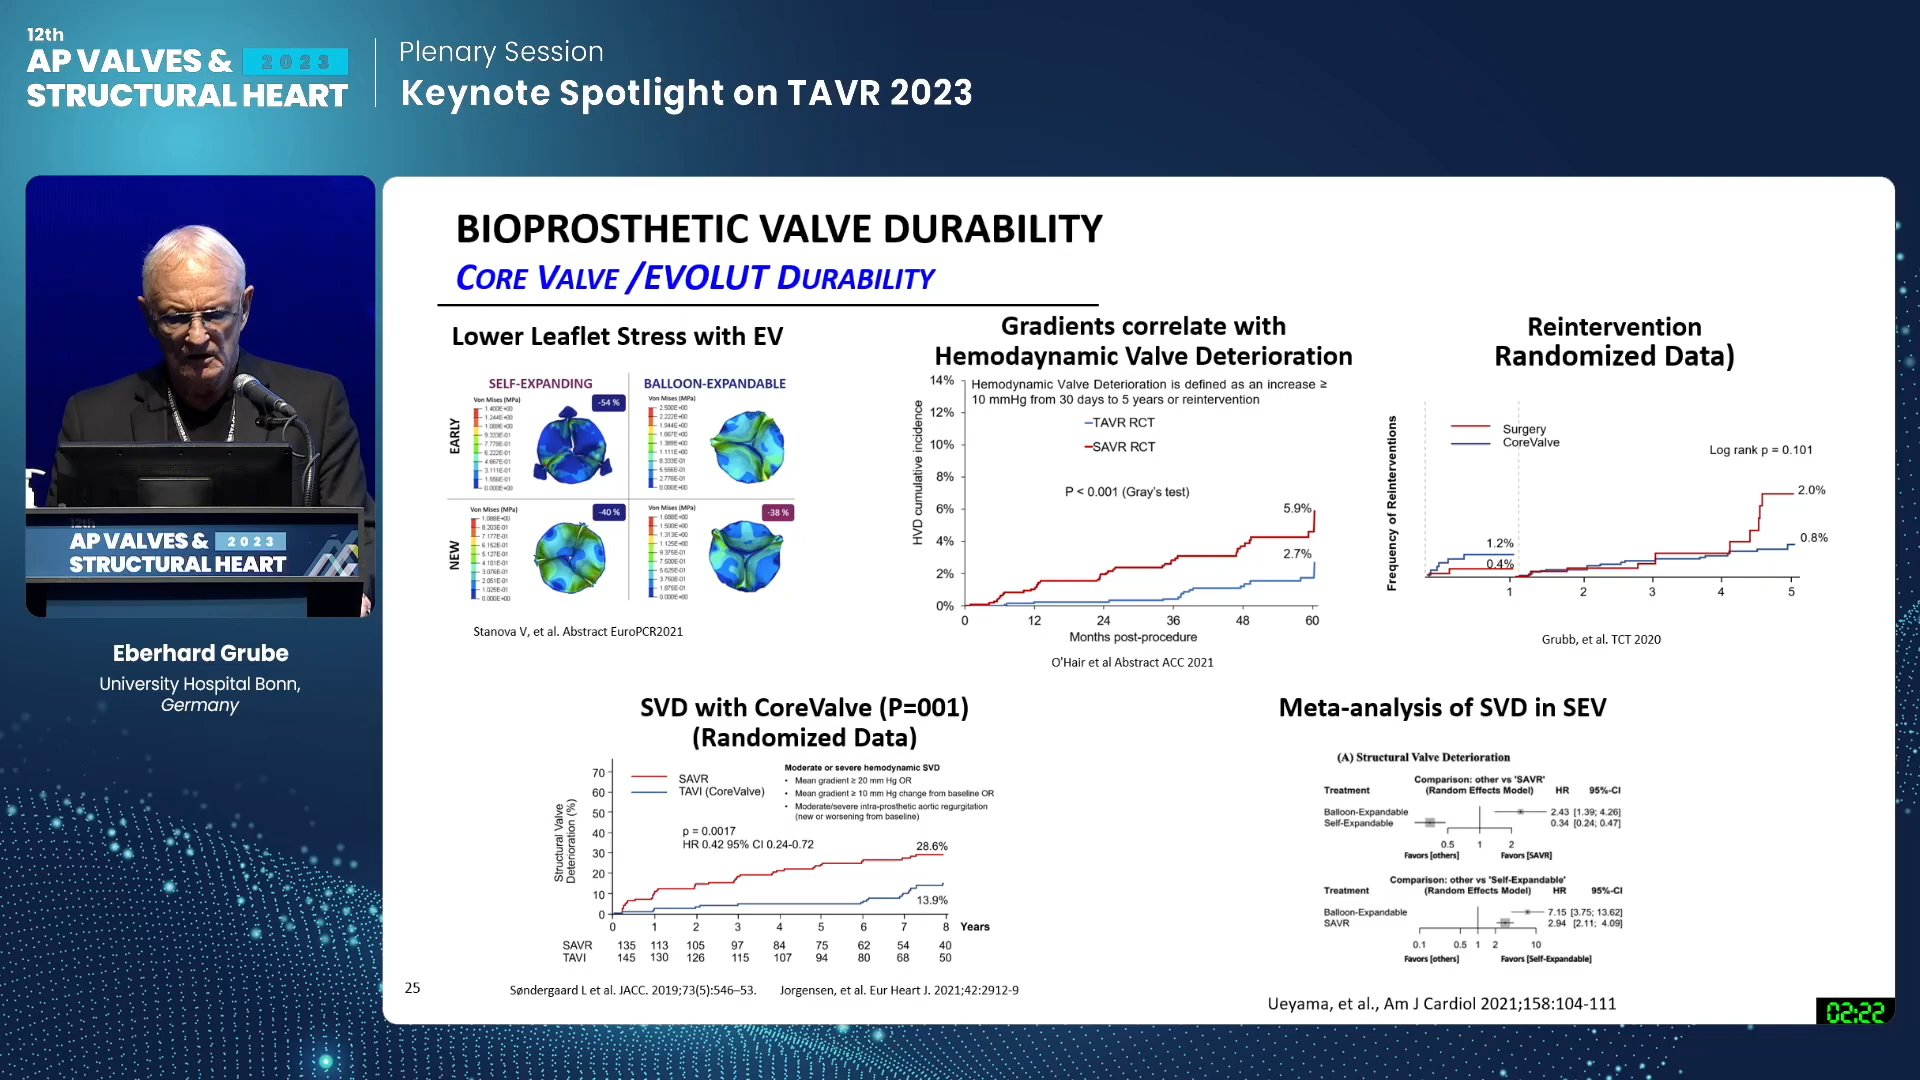 12th
AP VALVES & 2023
STRUCTURAL HEART
Plenary Session
Keynote Spotlight on TAVR 2023
12th
AP VALVES & 2023
STRUCTURAL HEART
Eberhard Grube
University Hospital Bonn,
Germany
BIOPROSTHETIC VALVE DURABILITY
CORE VALVE /EVOLUT DURABILITY
Lower Leaflet Stress with EV
SELF-EXPANDING
BALLOON-EXPANDABLE
EARLY
NEW
Von Mises (MPa)
-54 %
Von Mises (MPa)
Von Mises (MPa)
-40 %
Von Mises (MPa)
-38 %
Stanova V, et al. Abstract EuroPCR2021
Gradients correlate with
Hemodaynamic Valve Deterioration
Hemodynamic Valve Deterioration is defined as an increase ≥
10 mmHg from 30 days to 5 years or reintervention
TAVR RCT
SAVR RCT
P < 0.001 (Gray's test)
HVD cumulative incidence
14%
12%
10%
8%
6%
4%
2%
0%
5.9%
2.7%
0 12 24 36 48 60
Months post-procedure
O'Hair et al Abstract ACC 2021
Reintervention
Randomized Data)
Frequency of Reinterventions
Surgery
CoreValve
Log rank p = 0.101
2.0%
0.8%
1.2%
0.4%
1 2 3 4 5
Grubb, et al. TCT 2020
SVD with CoreValve (P=001)
(Randomized Data)
Structural Valve
Deterioration (%)
70
60
50
40
30
20
10
0
SAVR
TAVI (CoreValve)
Moderate or severe hemodynamic SVD
• Mean gradient ≥ 20 mm Hg OR
• Mean gradient ≥ 10 mm Hg change from baseline OR
• Moderate/severe intra-prosthetic aortic regurgitation
(new or worsening from baseline)
p = 0.0017
HR 0.42 95% CI 0.24-0.72
28.6%
13.9%
0 1 2 3 4 5 6 7 8 Years
SAVR 135 113 105 97 84 75 62 54 40
TAVI 145 130 126 115 107 94 80 68 50
Søndergaard L et al. JACC. 2019;73(5):546–53.
Jorgensen, et al. Eur Heart J. 2021;42:2912-9
Meta-analysis of SVD in SEV
(A) Structural Valve Deterioration
Comparison: other vs 'SAVR'
Treatment (Random Effects Model) HR 95%-CI
Balloon-Expandable 2.43 [1.39; 4.26]
Self-Expandable 0.34 [0.24; 0.47]
0.5 1 2
Favors [others] Favors [SAVR]
Comparison: other vs 'Self-Expandable'
Treatment (Random Effects Model) HR 95%-CI
Balloon-Expandable 7.15 [3.75; 13.62]
SAVR 2.94 [2.11; 4.09]
0.1 0.5 1 2 10
Favors [others] Favors [Self-Expandable]
Ueyama, et al., Am J Cardiol 2021;158:104-111
25
02:22